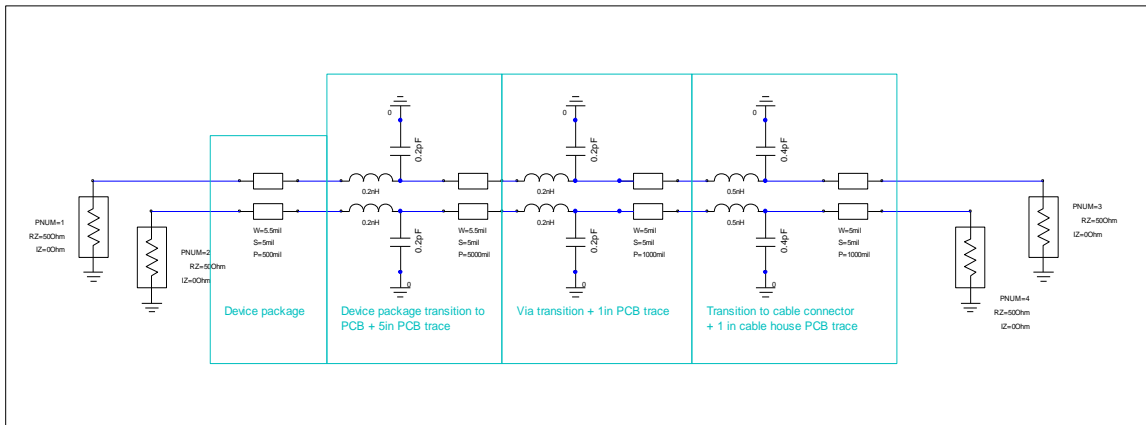 0
0
0
0.2pF
0.2pF
0.4pF
0.2nH
0.2nH
0.5nH
0.2nH
0.2nH
0.5nH
PNUM=1
RZ=50Ohm
IZ=0Ohm
PNUM=2
RZ=50Ohm
IZ=0Ohm
W=5.5mil
S=5mil
P=500mil
0.2pF
W=5.5mil
S=5mil
P=5000mil
0.2pF
W=5mil
S=5mil
P=1000mil
0.4pF
W=5mil
S=5mil
P=1000mil
PNUM=3
RZ=50Ohm
IZ=0Ohm
PNUM=4
RZ=50Ohm
IZ=0Ohm
0
0
0
Device package
Device package transition to
PCB + 5in PCB trace
Via transition + 1in PCB trace
Transition to cable connector
+ 1 in cable house PCB trace